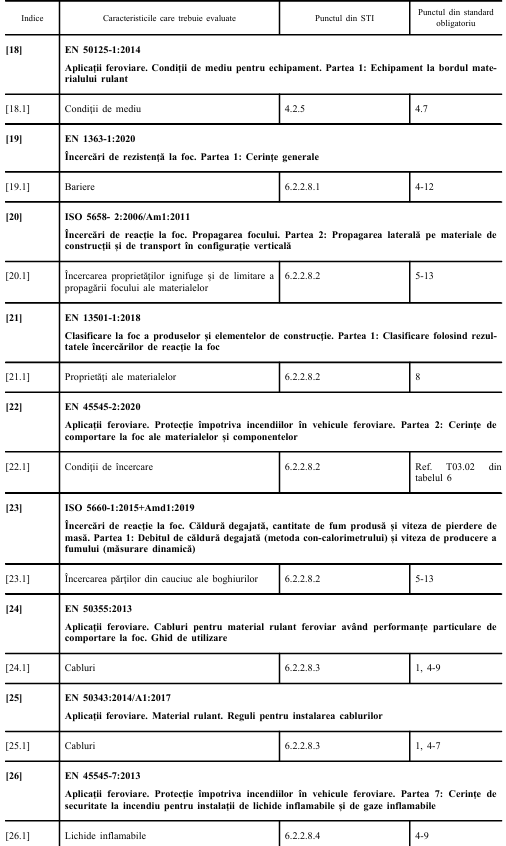 Indice Caracteristicile care trebuie evaluate Punctul din STI Punctul din standard
obligatoriu
[18] EN 50125-1:2014
Aplicații feroviare. Condiții de mediu pentru echipament. Partea 1: Echipament la bordul mate-
rialului rulant
[18.1] Condiții de mediu 4.2.5 4.7
[19] EN 1363-1:2020
Încercări de rezistență la foc. Partea 1: Cerințe generale
[19.1] Bariere 6.2.2.8.1 4-12
[20] ISO 5658- 2:2006/Am1:2011
Încercări de reacție la foc. Propagarea focului. Partea 2: Propagarea laterală pe materiale de
construcții și de transport în configurație verticală
[20.1] Încercarea proprietăților ignifuge și de limitare a 6.2.2.8.2 5-13
propagării focului ale materialelor
[21] EN 13501-1:2018
Clasificare la foc a produselor și elementelor de construcție. Partea 1: Clasificare folosind rezul-
tatele încercărilor de reacție la foc
[21.1] Proprietăți ale materialelor 6.2.2.8.2 8
[22] EN 45545-2:2020
Aplicații feroviare. Protecție împotriva incendiilor în vehicule feroviare. Partea 2: Cerințe de
comportare la foc ale materialelor și componentelor
[22.1] Condiții de încercare 6.2.2.8.2 Ref. T03.02 din
tabelul 6
[23] ISO 5660-1:2015+Amd1:2019
Încercări de reacție la foc. Căldură degajată, cantitate de fum produsă și viteza de pierdere de
masă. Partea 1: Debitul de căldură degajată (metoda con-calorimetrului) și viteza de producere a
fumului (măsurare dinamică)
[23.1] Încercarea părților din cauciuc ale boghiurilor 6.2.2.8.2 5-13
[24] EN 50355:2013
Aplicații feroviare. Cabluri pentru material rulant feroviar având performanțe particulare de
comportare la foc. Ghid de utilizare
[24.1] Cabluri 6.2.2.8.3 1, 4-9
[25] EN 50343:2014/A1:2017
Aplicații feroviare. Material rulant. Reguli pentru instalarea cablurilor
[25.1] Cabluri 6.2.2.8.3 1, 4-7
[26] EN 45545-7:2013
Aplicații feroviare. Protecție împotriva incendiilor în vehicule feroviare. Partea 7: Cerințe de
securitate la incendiu pentru instalații de lichide inflamabile și de gaze inflamabile
[26.1] Lichide inflamabile 6.2.2.8.4 4-9